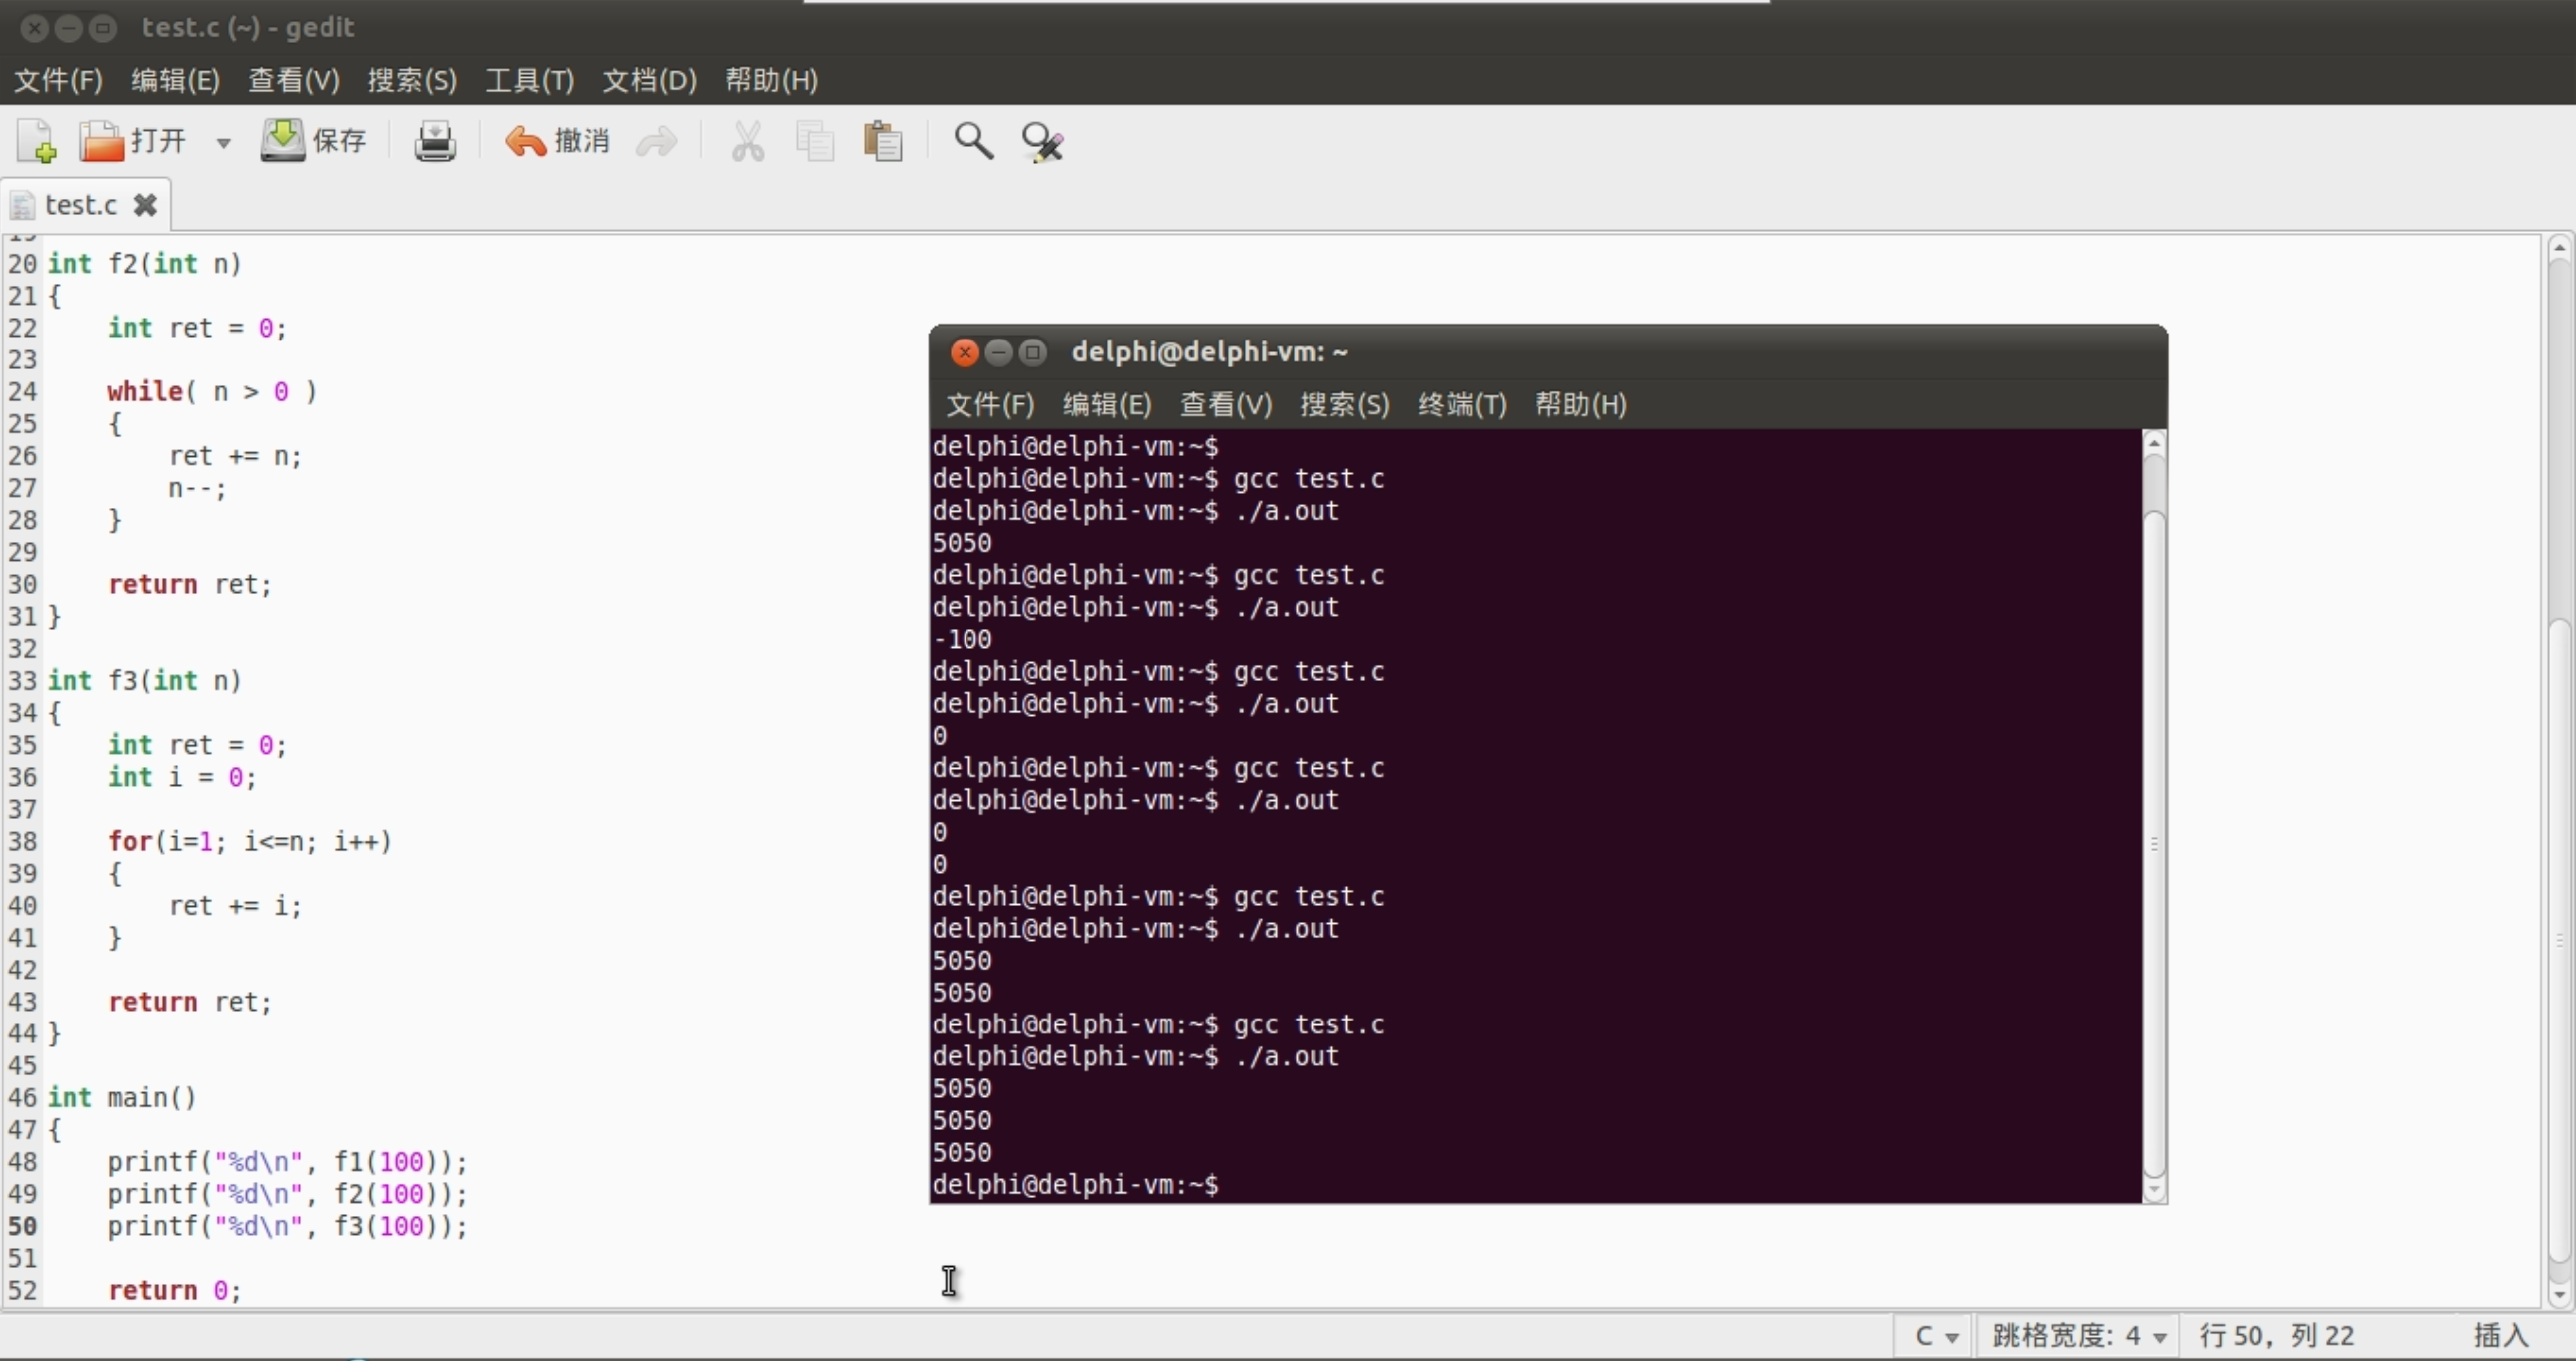 test.c (~) - gedit
文件(F) 编辑(E) 查看(V) 搜索(S) 工具(T) 文档(D) 帮助(H)
打开 保存 撤消
test.c
20 int f2(int n)
21 {
22     int ret = 0;
23
24     while( n > 0 )
25     {
26         ret += n;
27         n--;
28     }
29
30     return ret;
31 }
32
33 int f3(int n)
34 {
35     int ret = 0;
36     int i = 0;
37
38     for(i=1; i<=n; i++)
39     {
40         ret += i;
41     }
42
43     return ret;
44 }
45
46 int main()
47 {
48     printf("%d\n", f1(100));
49     printf("%d\n", f2(100));
50     printf("%d\n", f3(100));
51
52     return 0;
delphi@delphi-vm: ~
文件(F) 编辑(E) 查看(V) 搜索(S) 终端(T) 帮助(H)
delphi@delphi-vm:~$
delphi@delphi-vm:~$ gcc test.c
delphi@delphi-vm:~$ ./a.out
5050
delphi@delphi-vm:~$ gcc test.c
delphi@delphi-vm:~$ ./a.out
-100
delphi@delphi-vm:~$ gcc test.c
delphi@delphi-vm:~$ ./a.out
0
delphi@delphi-vm:~$ gcc test.c
delphi@delphi-vm:~$ ./a.out
0
0
delphi@delphi-vm:~$ gcc test.c
delphi@delphi-vm:~$ ./a.out
5050
5050
delphi@delphi-vm:~$ gcc test.c
delphi@delphi-vm:~$ ./a.out
5050
5050
5050
delphi@delphi-vm:~$
C 跳格宽度: 4 行 50，列 22 插入